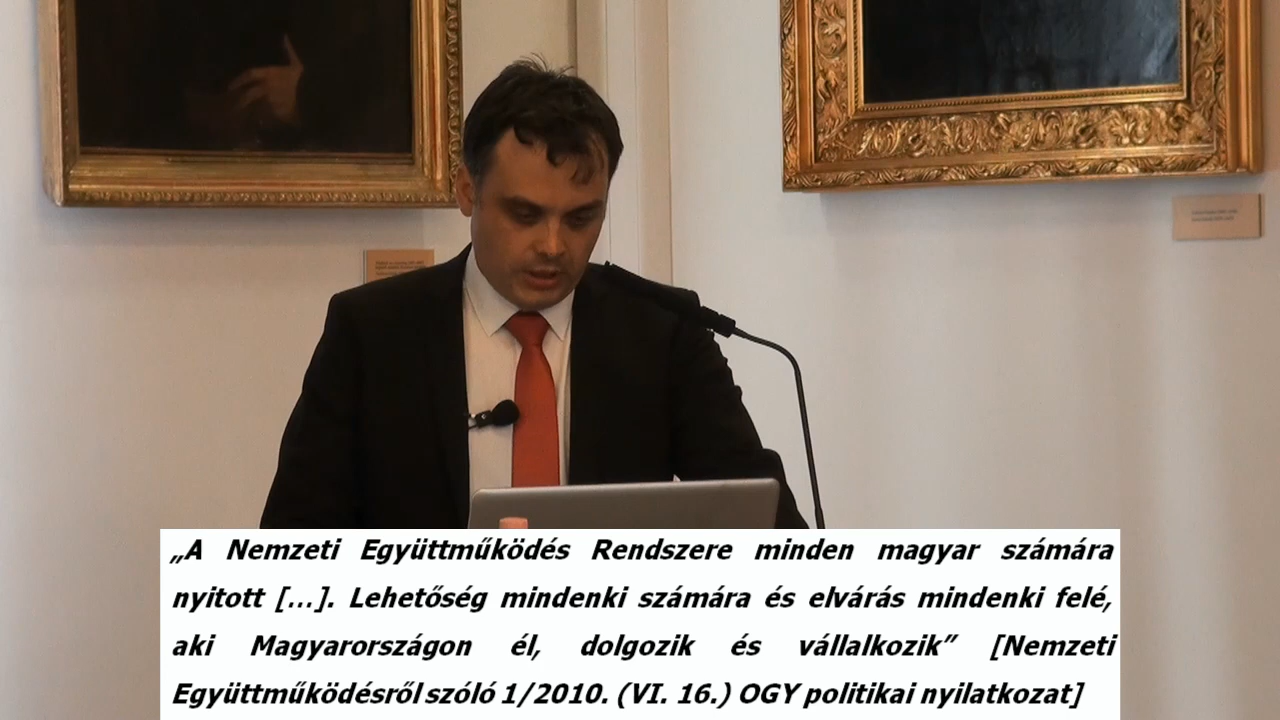 „A Nemzeti Együttműködés Rendszere minden magyar számára
nyitott [...]. Lehetőség mindenki számára és elvárás mindenki felé,
aki Magyarországon él, dolgozik és vállalkozik” [Nemzeti
Együttműködésről szóló 1/2010. (VI. 16.) OGY politikai nyilatkozat]